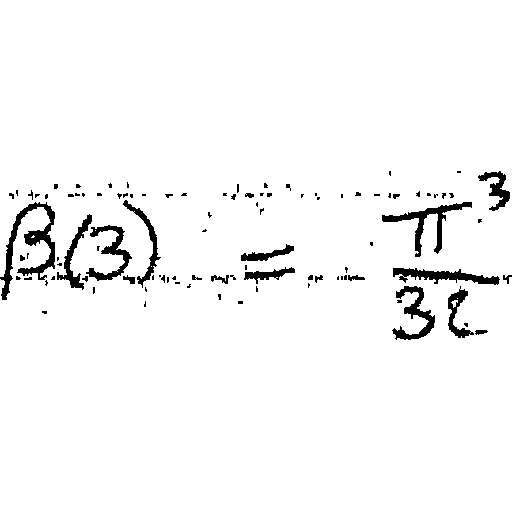 β(3) = π³/32